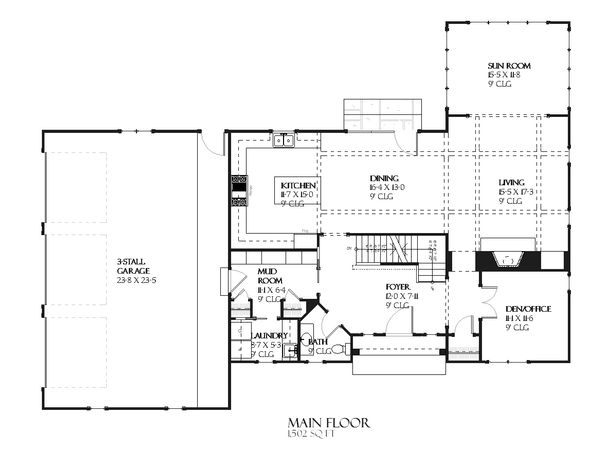 SUN ROOM
15-5 X 11-8
9' CLG
KITCHEN
11-7 X 15-0
9' CLG
DINING
16-4 X 13-0
9' CLG
LIVING
15-5 X 17-3
9' CLG
3-STALL
GARAGE
23-8 X 23-5
MUD
ROOM
11-1 X 6-4
9' CLG
FOYER
12-0 X 7-11
9' CLG
DEN/OFFICE
11-1 X 11-6
9' CLG
LAUNDRY
8-7 X 5-3
9' CLG
BATH
9' CLG
MAIN FLOOR
1,502 SQ FT